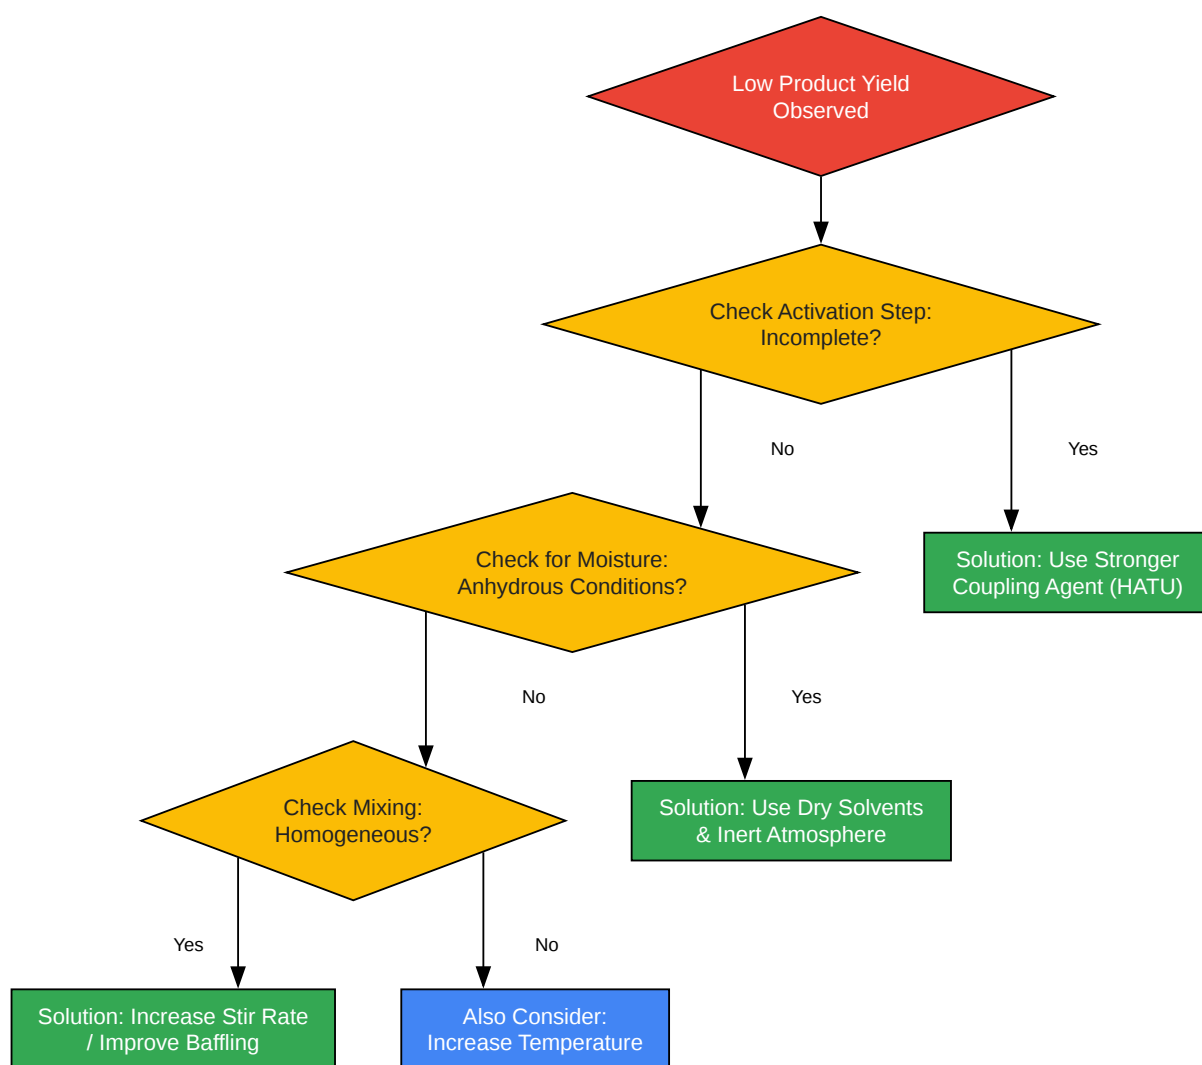 Low Product Yield
Observed
Check Activation Step:
Incomplete?
No
Yes
Check for Moisture:
Anhydrous Conditions?
Solution: Use Stronger
Coupling Agent (HATU)
No
Yes
Check Mixing:
Homogeneous?
Solution: Use Dry Solvents
& Inert Atmosphere
Yes
No
Solution: Increase Stir Rate
/ Improve Baffling
Also Consider:
Increase Temperature